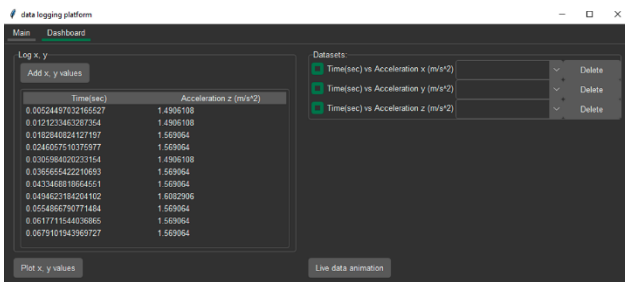 data logging platform
Main Dashboard
Log x, y
Add x, y values
Time(sec) Acceleration z (m/s^2)
0.00524497032165527 1.4906108
0.0121233463287354 1.4906108
0.0182840824127197 1.569064
0.0246057510375977 1.569064
0.0305984020233154 1.4906108
0.0365655422210693 1.569064
0.0433468818664551 1.569064
0.0494623184204102 1.6082906
0.0554866790771484 1.569064
0.0617711544036865 1.569064
0.0679101943969727 1.569064
Plot x, y values
Datasets:
Time(sec) vs Acceleration x (m/s^2) Delete
Time(sec) vs Acceleration y (m/s^2) Delete
Time(sec) vs Acceleration z (m/s^2) Delete
Live data animation